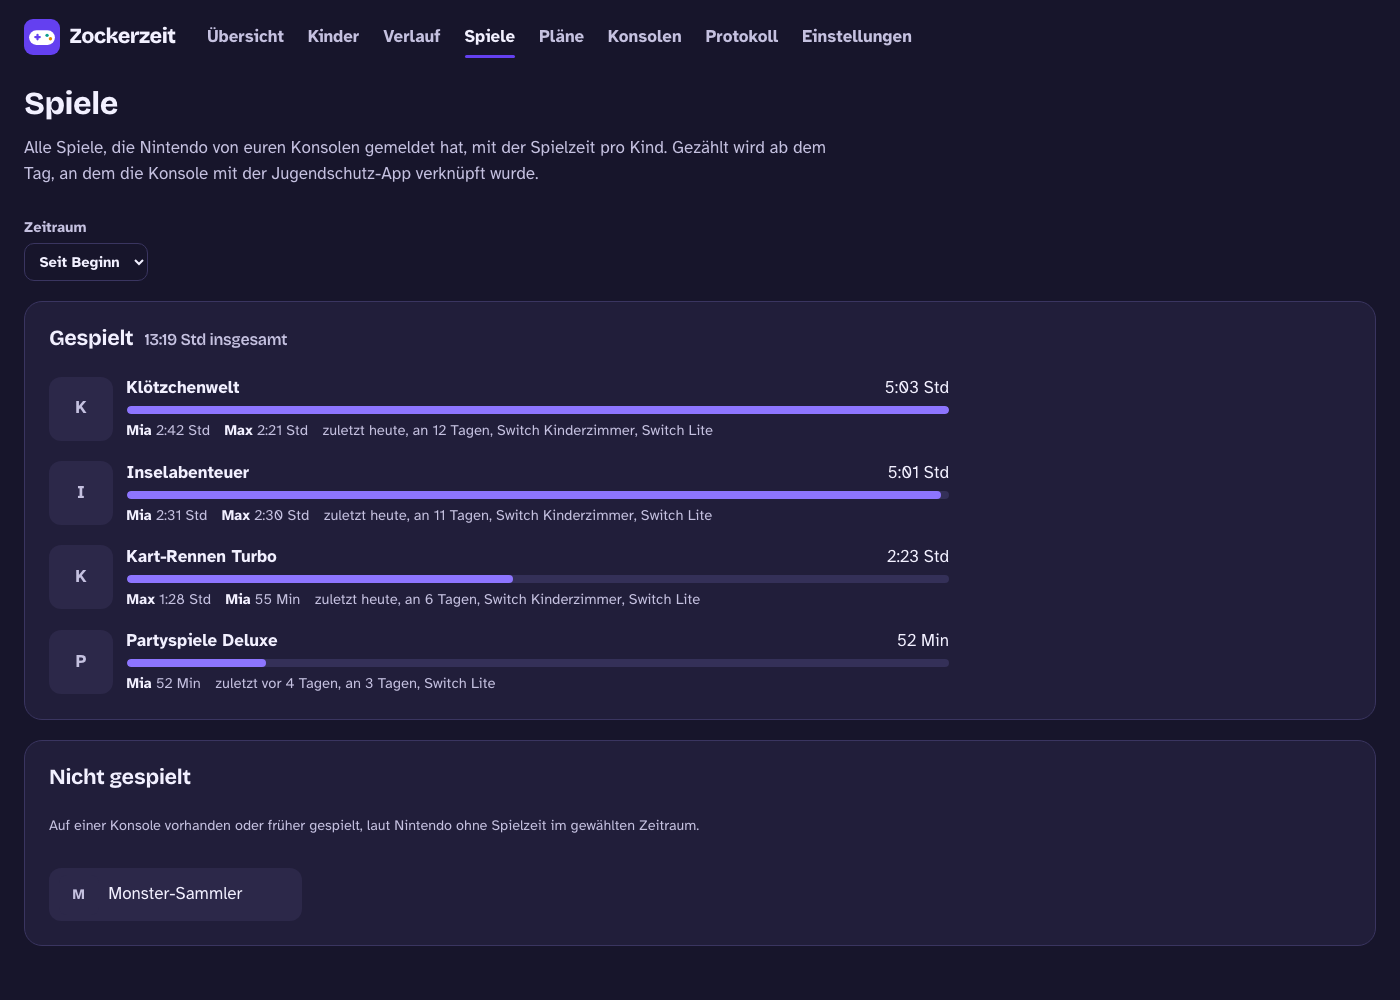 Zockerzeit Übersicht Kinder Verlauf Spiele Pläne Konsolen Protokoll Einstellungen
Spiele
Alle Spiele, die Nintendo von euren Konsolen gemeldet hat, mit der Spielzeit pro Kind. Gezählt wird ab dem
Tag, an dem die Konsole mit der Jugendschutz-App verknüpft wurde.
Zeitraum
Seit Beginn
Gespielt 13:19 Std insgesamt
K
Klötzchenwelt 5:03 Std
Mia 2:42 Std Max 2:21 Std zuletzt heute, an 12 Tagen, Switch Kinderzimmer, Switch Lite
I
Inselabenteuer 5:01 Std
Mia 2:31 Std Max 2:30 Std zuletzt heute, an 11 Tagen, Switch Kinderzimmer, Switch Lite
K
Kart-Rennen Turbo 2:23 Std
Max 1:28 Std Mia 55 Min zuletzt heute, an 6 Tagen, Switch Kinderzimmer, Switch Lite
P
Partyspiele Deluxe 52 Min
Mia 52 Min zuletzt vor 4 Tagen, an 3 Tagen, Switch Lite
Nicht gespielt
Auf einer Konsole vorhanden oder früher gespielt, laut Nintendo ohne Spielzeit im gewählten Zeitraum.
M Monster-Sammler